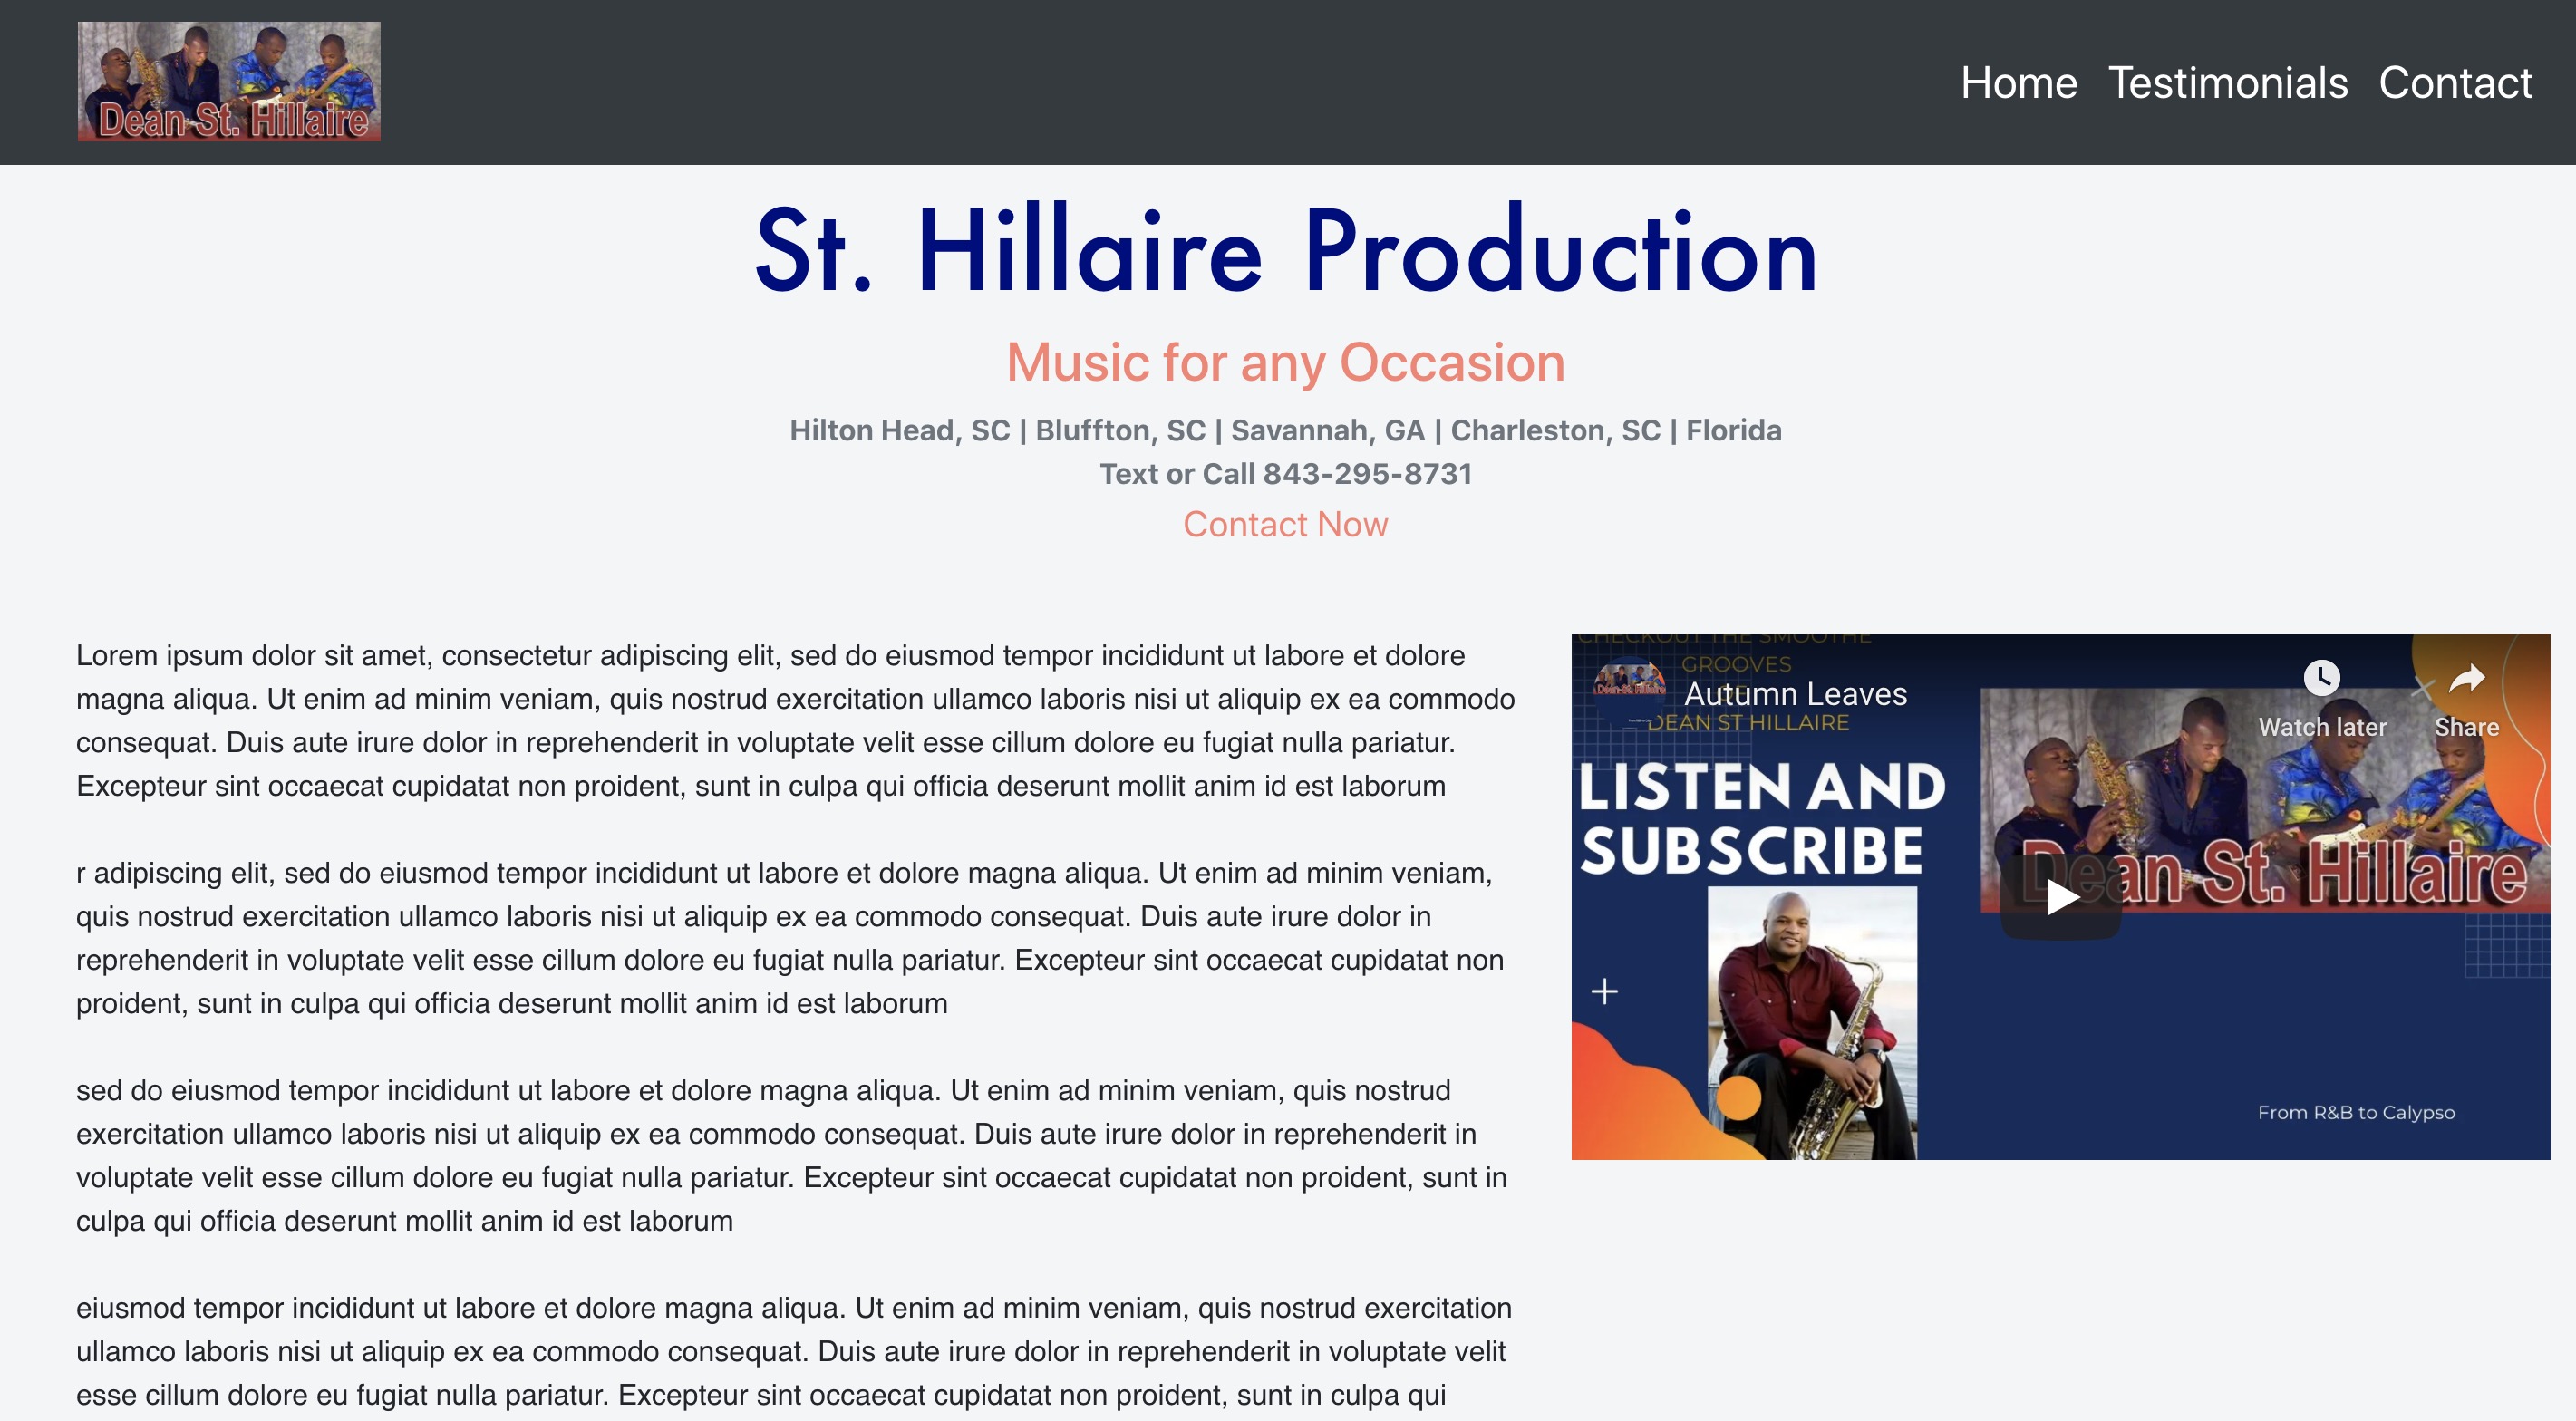 Dean St. Hillaire
Home Testimonials Contact
St. Hillaire Production
Music for any Occasion
Hilton Head, SC | Bluffton, SC | Savannah, GA | Charleston, SC | Florida
Text or Call 843-295-8731
Contact Now
Lorem ipsum dolor sit amet, consectetur adipiscing elit, sed do eiusmod tempor incididunt ut labore et dolore
magna aliqua. Ut enim ad minim veniam, quis nostrud exercitation ullamco laboris nisi ut aliquip ex ea commodo
consequat. Duis aute irure dolor in reprehenderit in voluptate velit esse cillum dolore eu fugiat nulla pariatur.
Excepteur sint occaecat cupidatat non proident, sunt in culpa qui officia deserunt mollit anim id est laborum
r adipiscing elit, sed do eiusmod tempor incididunt ut labore et dolore magna aliqua. Ut enim ad minim veniam,
quis nostrud exercitation ullamco laboris nisi ut aliquip ex ea commodo consequat. Duis aute irure dolor in
reprehenderit in voluptate velit esse cillum dolore eu fugiat nulla pariatur. Excepteur sint occaecat cupidatat non
proident, sunt in culpa qui officia deserunt mollit anim id est laborum
sed do eiusmod tempor incididunt ut labore et dolore magna aliqua. Ut enim ad minim veniam, quis nostrud
exercitation ullamco laboris nisi ut aliquip ex ea commodo consequat. Duis aute irure dolor in reprehenderit in
voluptate velit esse cillum dolore eu fugiat nulla pariatur. Excepteur sint occaecat cupidatat non proident, sunt in
culpa qui officia deserunt mollit anim id est laborum
eiusmod tempor incididunt ut labore et dolore magna aliqua. Ut enim ad minim veniam, quis nostrud exercitation
ullamco laboris nisi ut aliquip ex ea commodo consequat. Duis aute irure dolor in reprehenderit in voluptate velit
esse cillum dolore eu fugiat nulla pariatur. Excepteur sint occaecat cupidatat non proident, sunt in culpa qui
CHECKOUT THE SMOOTHE
GROOVES
Autumn Leaves
DEAN ST HILLAIRE
Watch later Share
LISTEN AND
SUBSCRIBE
Dean St. Hillaire
From R&B to Calypso